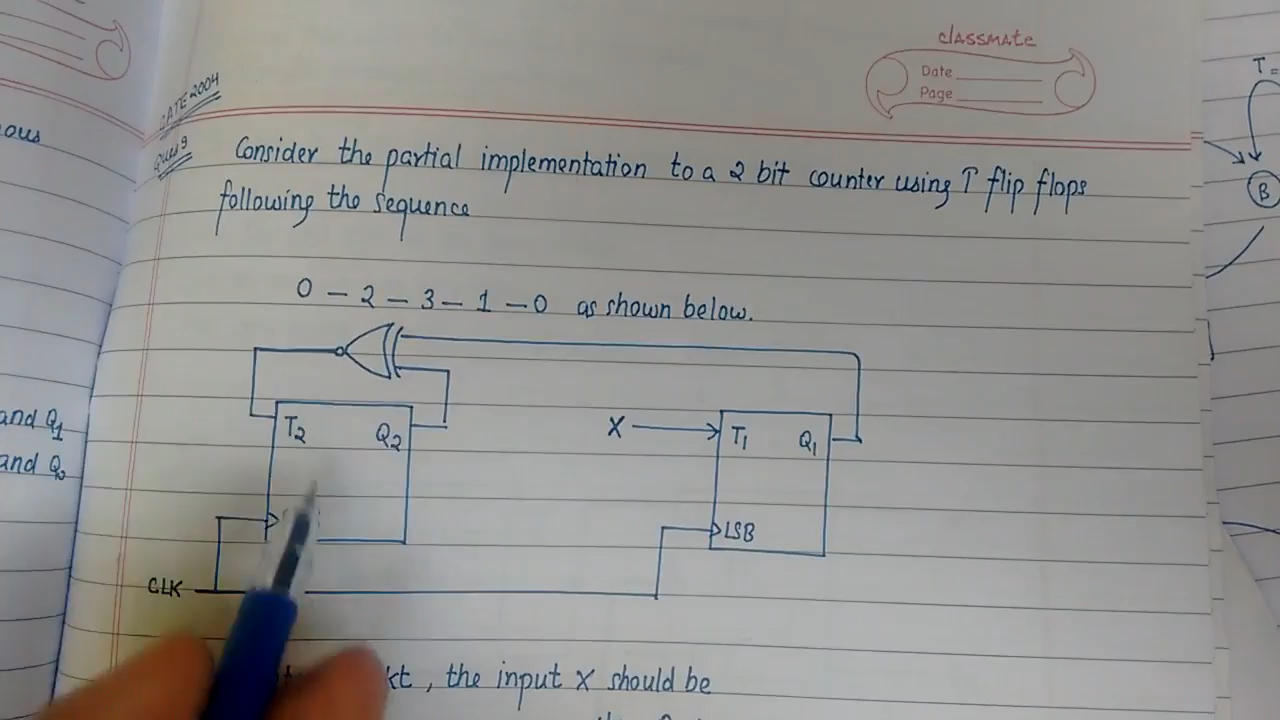 classmate
Date
Page
GATE 2004
Ques 9
Consider the partial implementation to a 2 bit counter using T flip flops
following the sequence
0 – 2 – 3 – 1 – 0 as shown below.
T2 Q2
X T1 Q1
LSB
CLK
kt, the input X should be
ous
and Q1
and Q0
T =
B